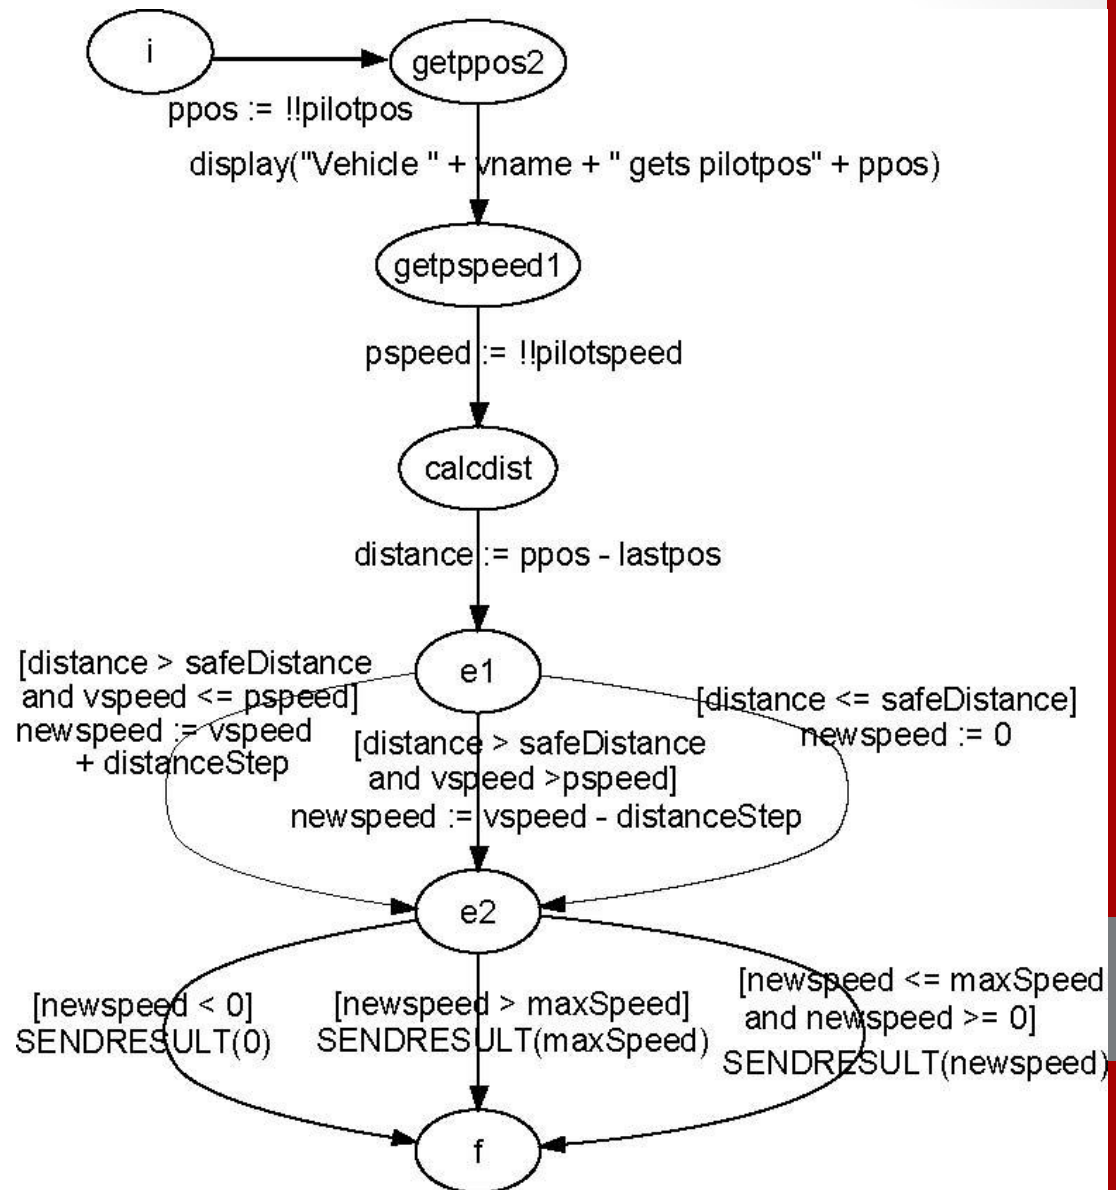 i
getppos2
ppos := !!pilotpos
display("Vehicle " + vname + " gets pilotpos" + ppos)
getpspeed1
pspeed := !!pilotspeed
calcdist
distance := ppos - lastpos
e1
[distance > safeDistance
and vspeed <= pspeed]
newspeed := vspeed
+ distanceStep
[distance > safeDistance
and vspeed >pspeed]
newspeed := vspeed - distanceStep
[distance <= safeDistance]
newspeed := 0
e2
[newspeed < 0]
SENDRESULT(0)
[newspeed > maxSpeed]
SENDRESULT(maxSpeed)
[newspeed <= maxSpeed
and newspeed >= 0]
SENDRESULT(newspeed)
f